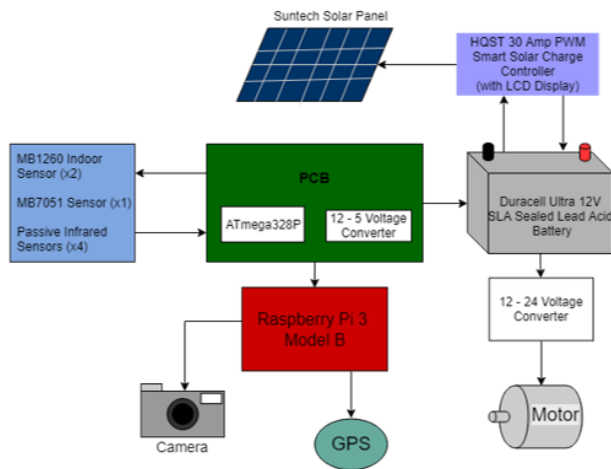 Suntech Solar Panel
HQST 30 Amp PWM
Smart Solar Charge
Controller
(with LCD Display)
MB1260 Indoor
Sensor (x2)
MB7051 Sensor (x1)
Passive Infrared
Sensors (x4)
PCB
ATmega328P
12 - 5 Voltage
Converter
Duracell Ultra 12V
SLA Sealed Lead Acid
Battery
Raspberry Pi 3
Model B
12 - 24 Voltage
Converter
Camera
GPS
Motor